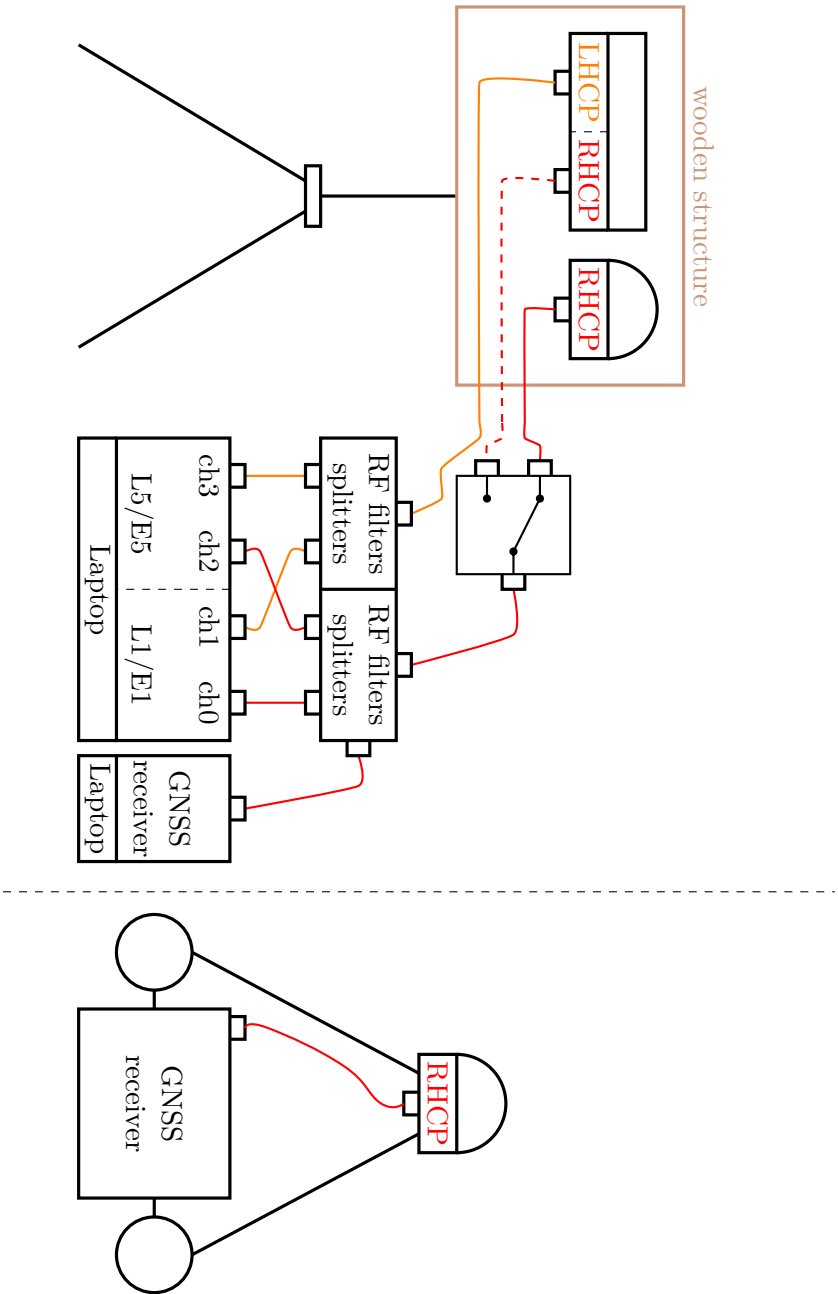 wooden structure
LHCP
RHCP
RHCP
RF filters
splitters
RF filters
splitters
ch3
ch2
ch1
ch0
L5/E5
L1/E1
Laptop
GNSS
receiver
Laptop
RHCP
GNSS
receiver